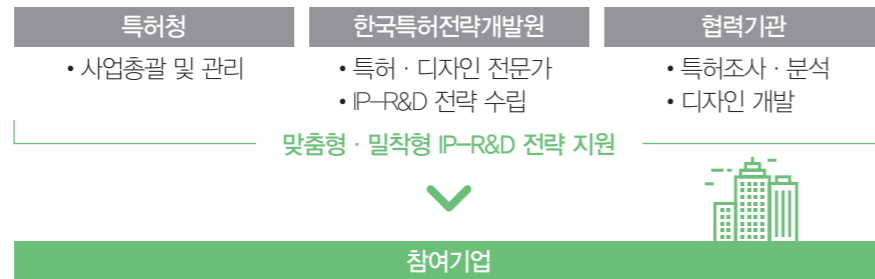 특허청
한국특허전략개발원
협력기관
• 사업총괄 및 관리
• 특허 · 디자인 전문가
• IP-R&D 전략 수립
• 특허조사 · 분석
• 디자인 개발
맞춤형 · 밀착형 IP-R&D 전략 지원
참여기업